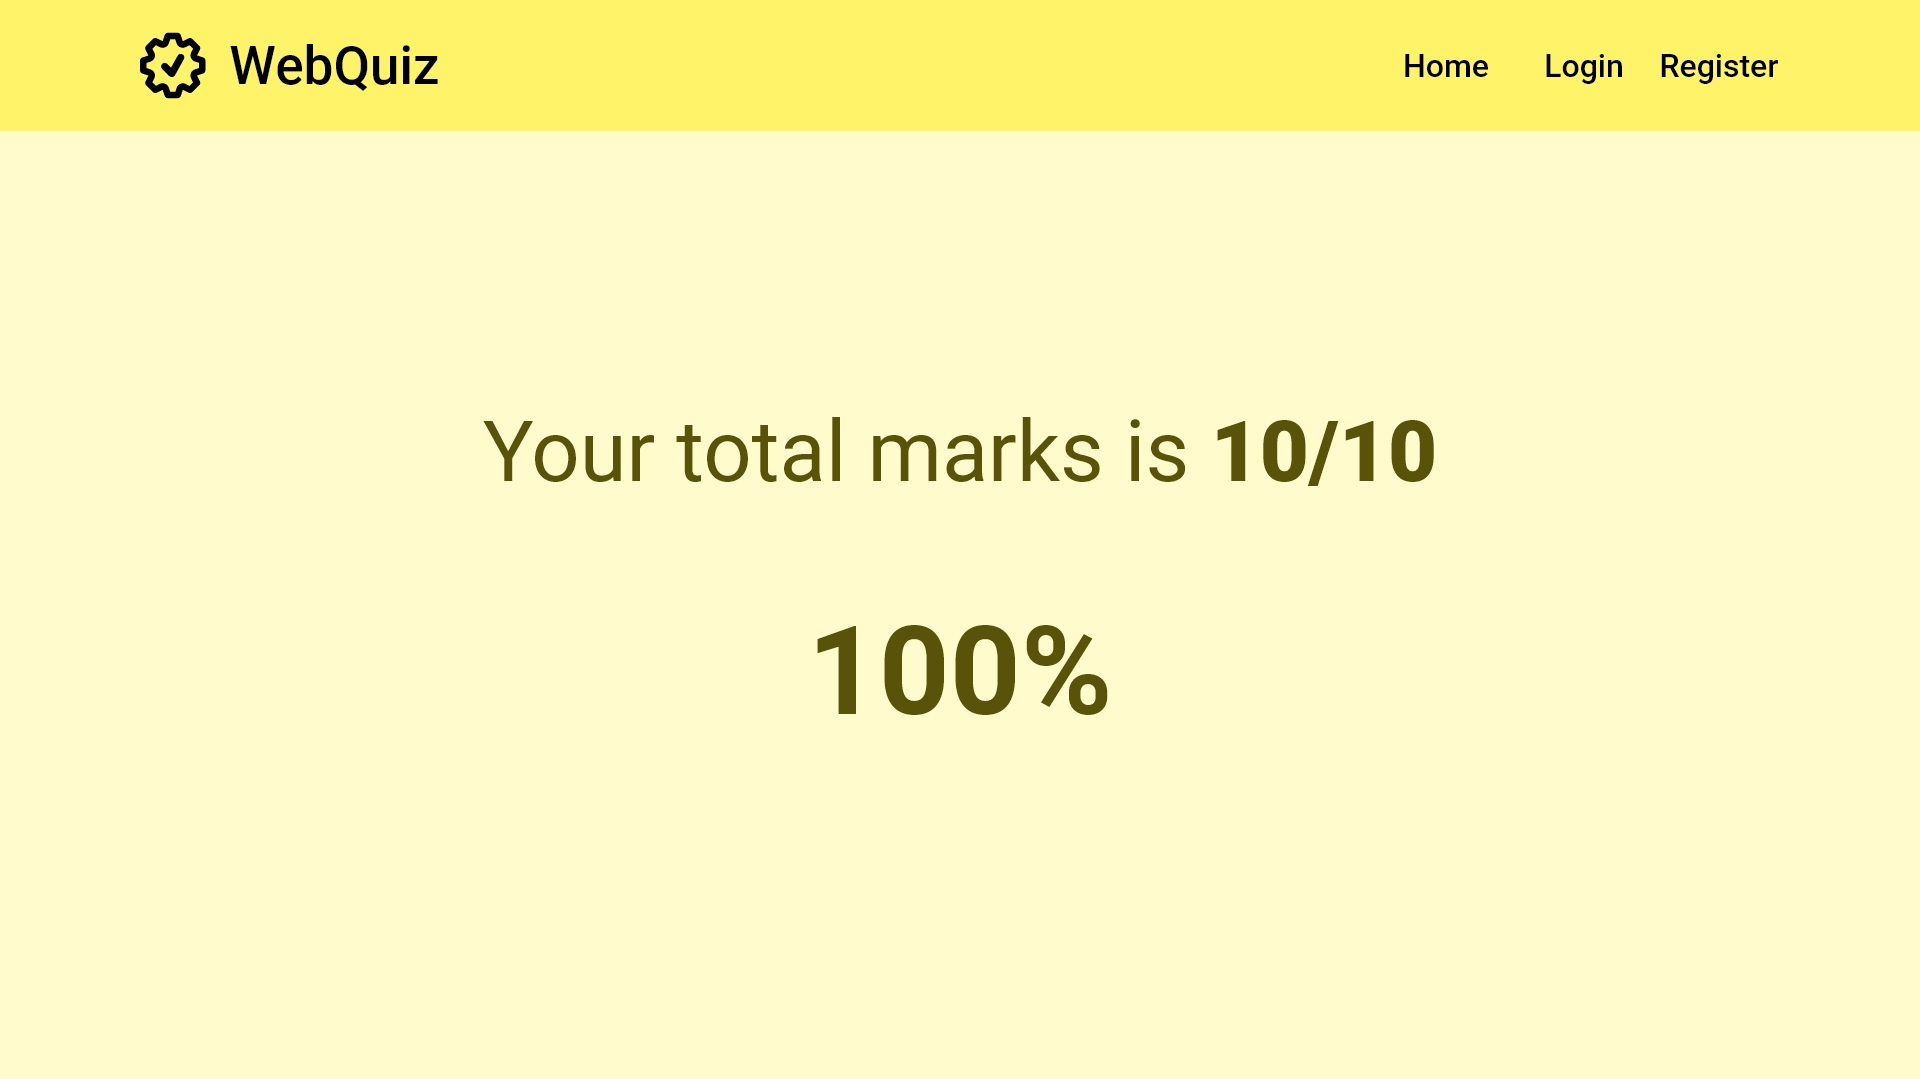 WebQuiz
Home Login Register
Your total marks is 10/10
100%